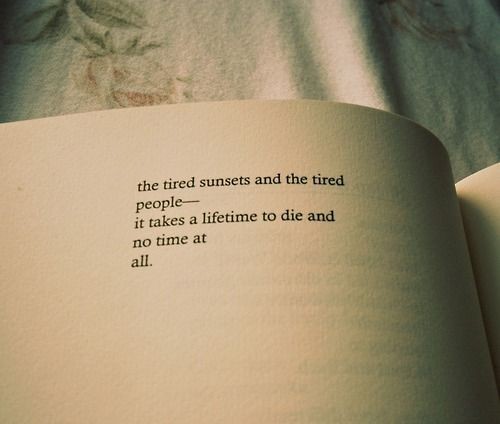 the tired sunsets and the tired
people—
it takes a lifetime to die and
no time at
all.